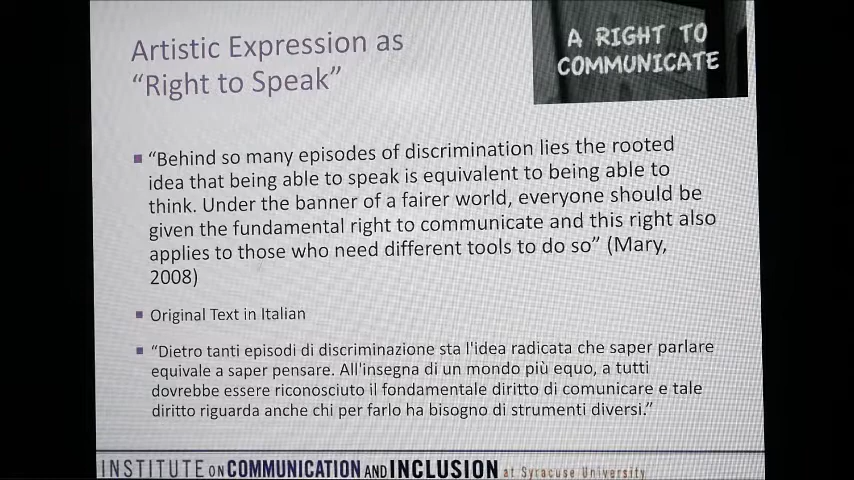 Artistic Expression as
"Right to Speak"
A RIGHT TO
COMMUNICATE
"Behind so many episodes of discrimination lies the rooted
idea that being able to speak is equivalent to being able to
think. Under the banner of a fairer world, everyone should be
given the fundamental right to communicate and this right also
applies to those who need different tools to do so" (Mary,
2008)
Original Text in Italian
"Dietro tanti episodi di discriminazione sta l'idea radicata che saper parlare
equivale a saper pensare. All'insegna di un mondo più equo, a tutti
dovrebbe essere riconosciuto il fondamentale diritto di comunicare e tale
diritto riguarda anche chi per farlo ha bisogno di strumenti diversi."
INSTITUTE ON COMMUNICATION AND INCLUSION at Syracuse University